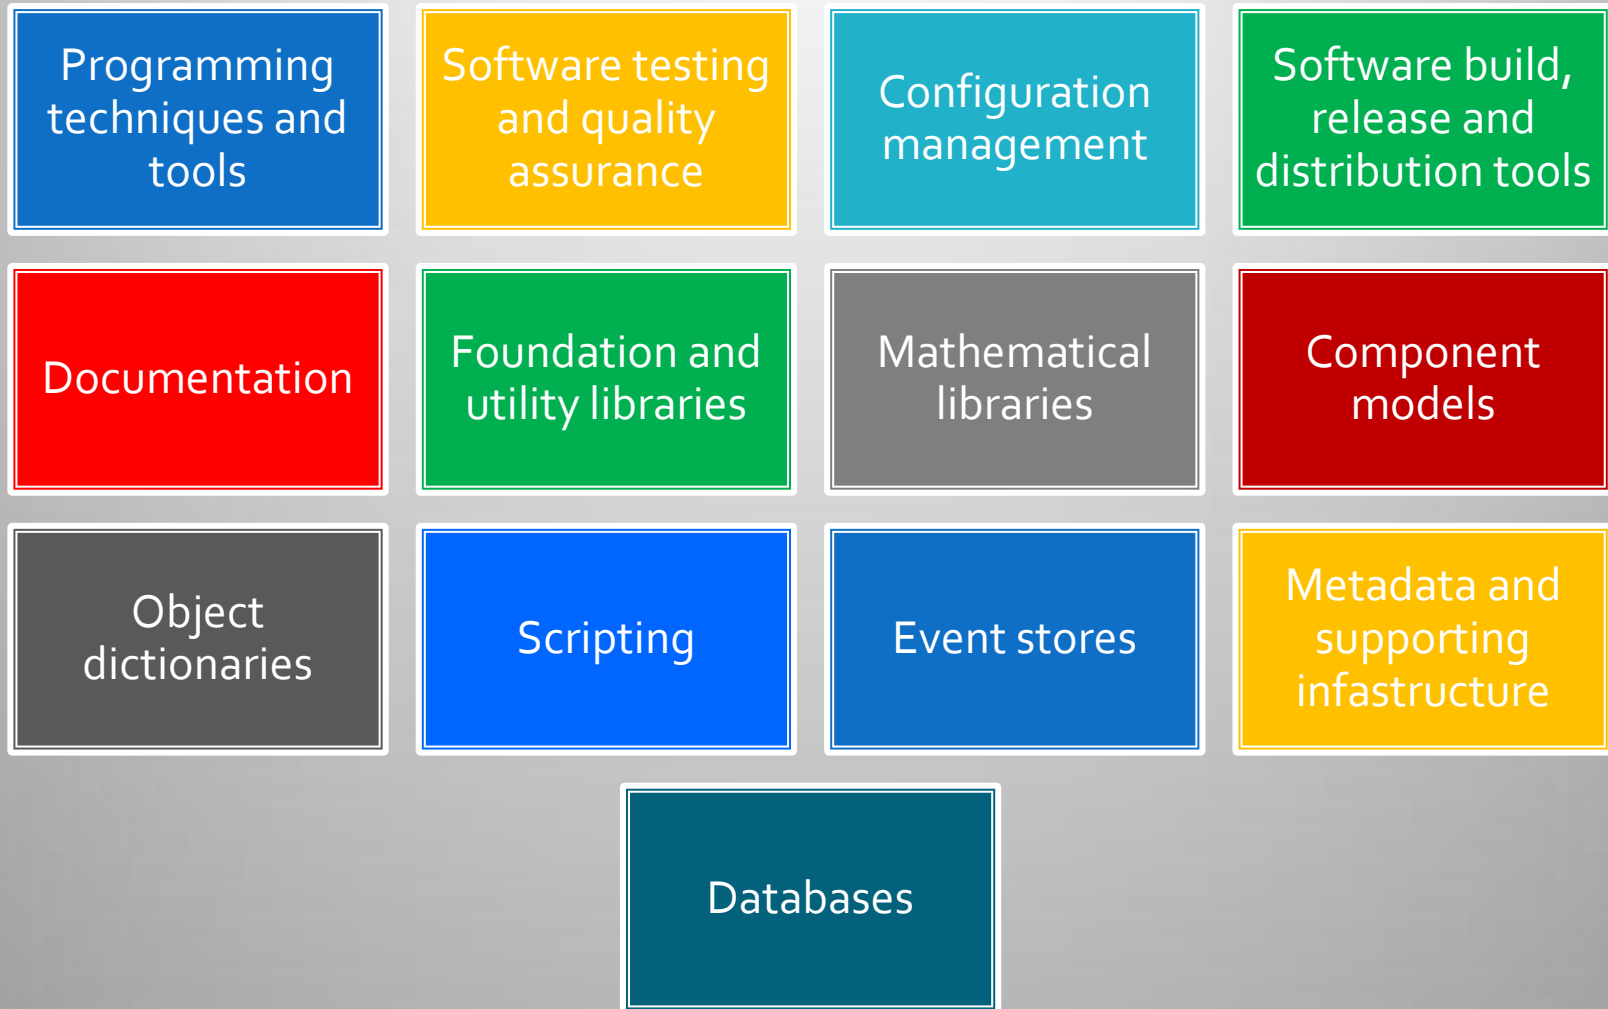 Programming
techniques and
tools
Software testing
and quality
assurance
Configuration
management
Software build,
release and
distribution tools
Documentation
Foundation and
utility libraries
Mathematical
libraries
Component
models
Object
dictionaries
Scripting
Event stores
Metadata and
supporting
infastructure
Databases